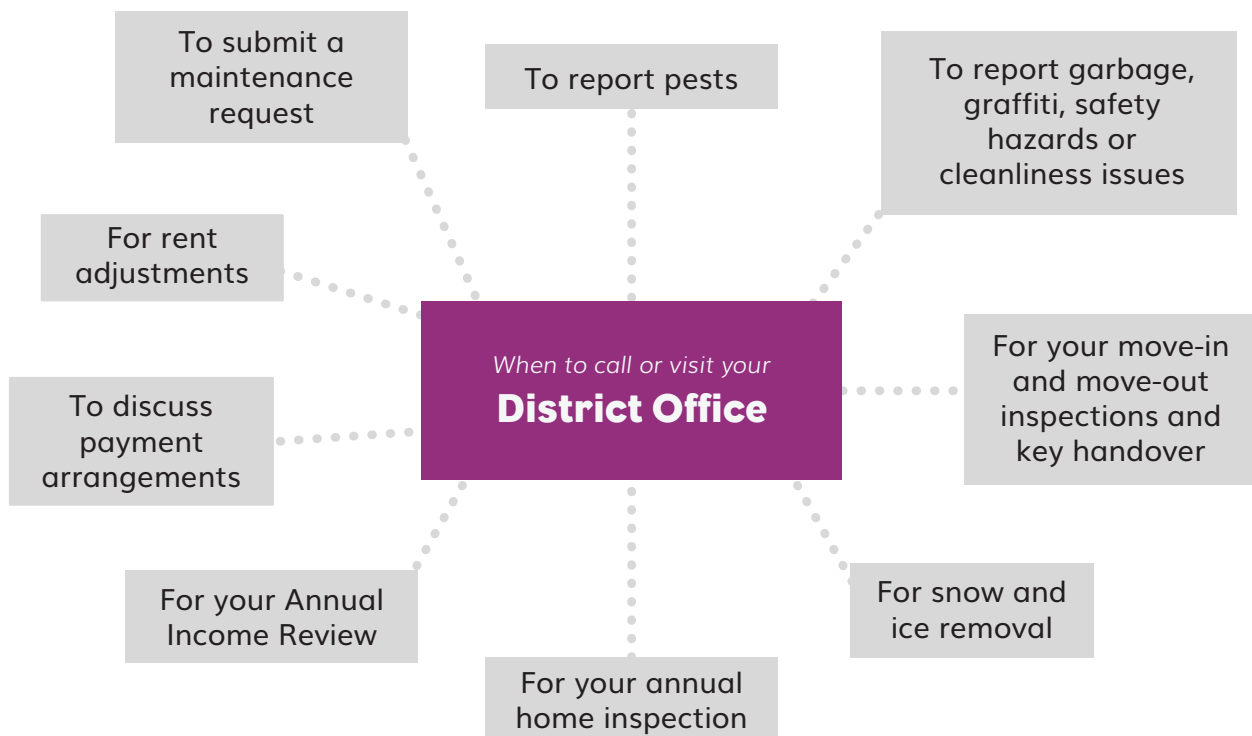 To submit a
maintenance
request
To report pests
To report garbage,
graffiti, safety
hazards or
cleanliness issues
For rent
adjustments
When to call or visit your
District Office
For your move-in
and move-out
inspections and
key handover
To discuss
payment
arrangements
For your Annual
Income Review
For snow and
ice removal
For your annual
home inspection